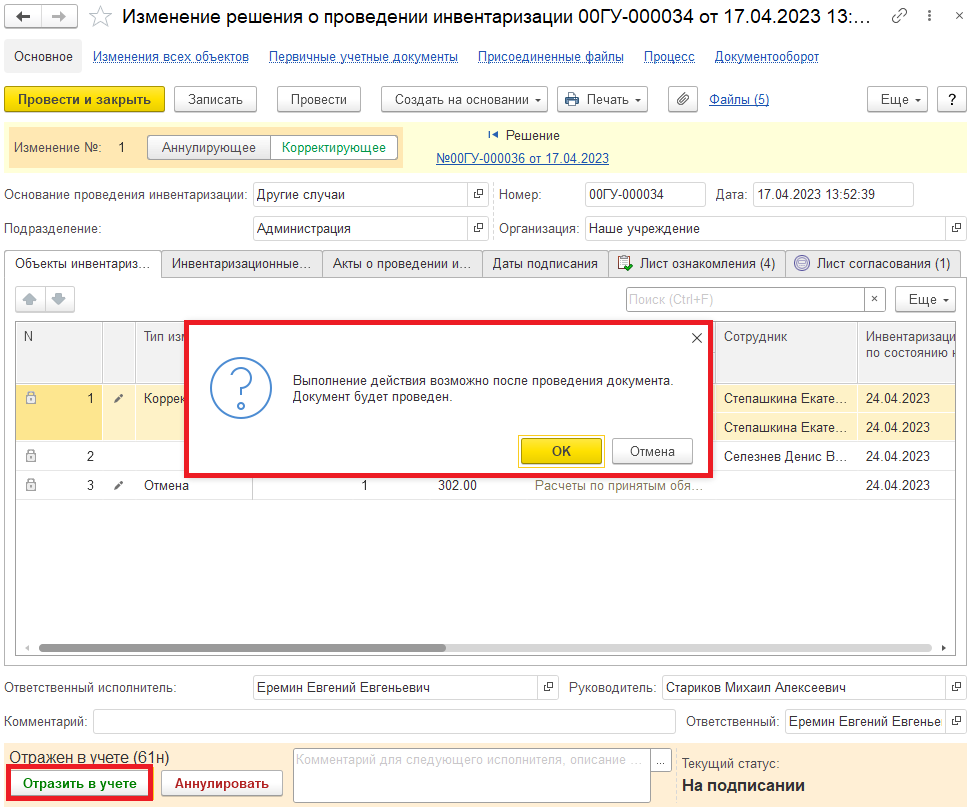 Изменение решения о проведении инвентаризации 00ГУ-000034 от 17.04.2023 13:...
Основное Изменения всех объектов Первичные учетные документы Присоединенные файлы Процесс Документооборот
Провести и закрыть Записать Провести Создать на основании Печать Файлы (5) Еще ?
Решение
Изменение №: 1 Аннулирующее Корректирующее
№00ГУ-000036 от 17.04.2023
Основание проведения инвентаризации: Другие случаи Номер: 00ГУ-000034 Дата: 17.04.2023 13:52:39
Подразделение: Администрация Организация: Наше учреждение
Объекты инвентариз... Инвентаризационные... Акты о проведении и... Даты подписания Лист ознакомления (4) Лист согласования (1)
Поиск (Ctrl+F) × Еще
N Тип из Сотрудник Инвентаризаци
по состоянию н
Выполнение действия возможно после проведения документа.
Документ будет проведен.
OK Отмена
1 Коррек Степашкина Екате... 24.04.2023
Степашкина Екате... 24.04.2023
2 Селезнев Денис В... 24.04.2023
3 Отмена 1 302.00 Расчеты по принятым обя... 24.04.2023
Ответственный исполнитель: Еремин Евгений Евгеньевич Руководитель: Стариков Михаил Алексеевич
Комментарий: Ответственный: Еремин Евгений Евгенье
Отражен в учете (61н) Комментарий для следующего исполнителя, описание ... ...
Текущий статус:
Отразить в учете Аннулировать На подписании